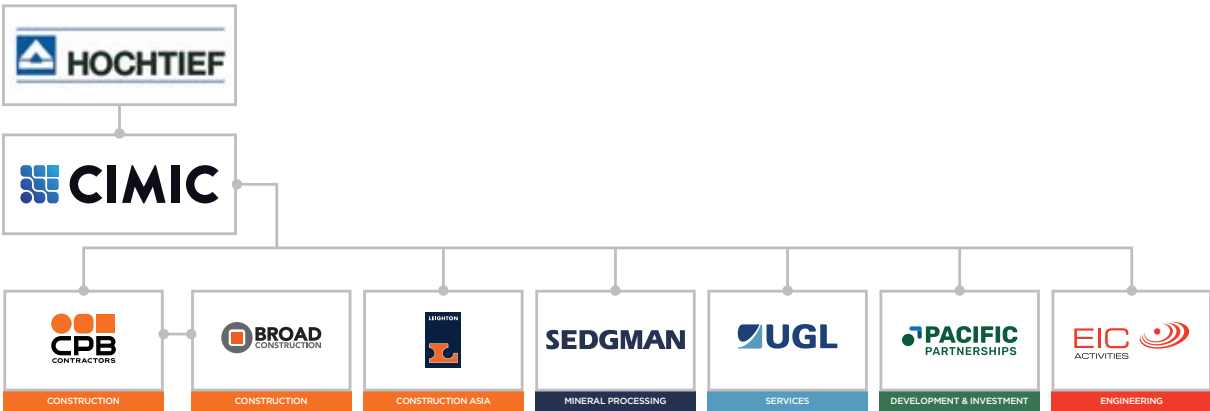 HOCHTIEF
CIMIC
CPB
CONTRACTORS
CONSTRUCTION
BROAD
CONSTRUCTION
CONSTRUCTION
LEIGHTON
L
CONSTRUCTION ASIA
SEDGMAN
MINERAL PROCESSING
UGL
SERVICES
PACIFIC
PARTNERSHIPS
DEVELOPMENT & INVESTMENT
EIC
ACTIVITIES
ENGINEERING